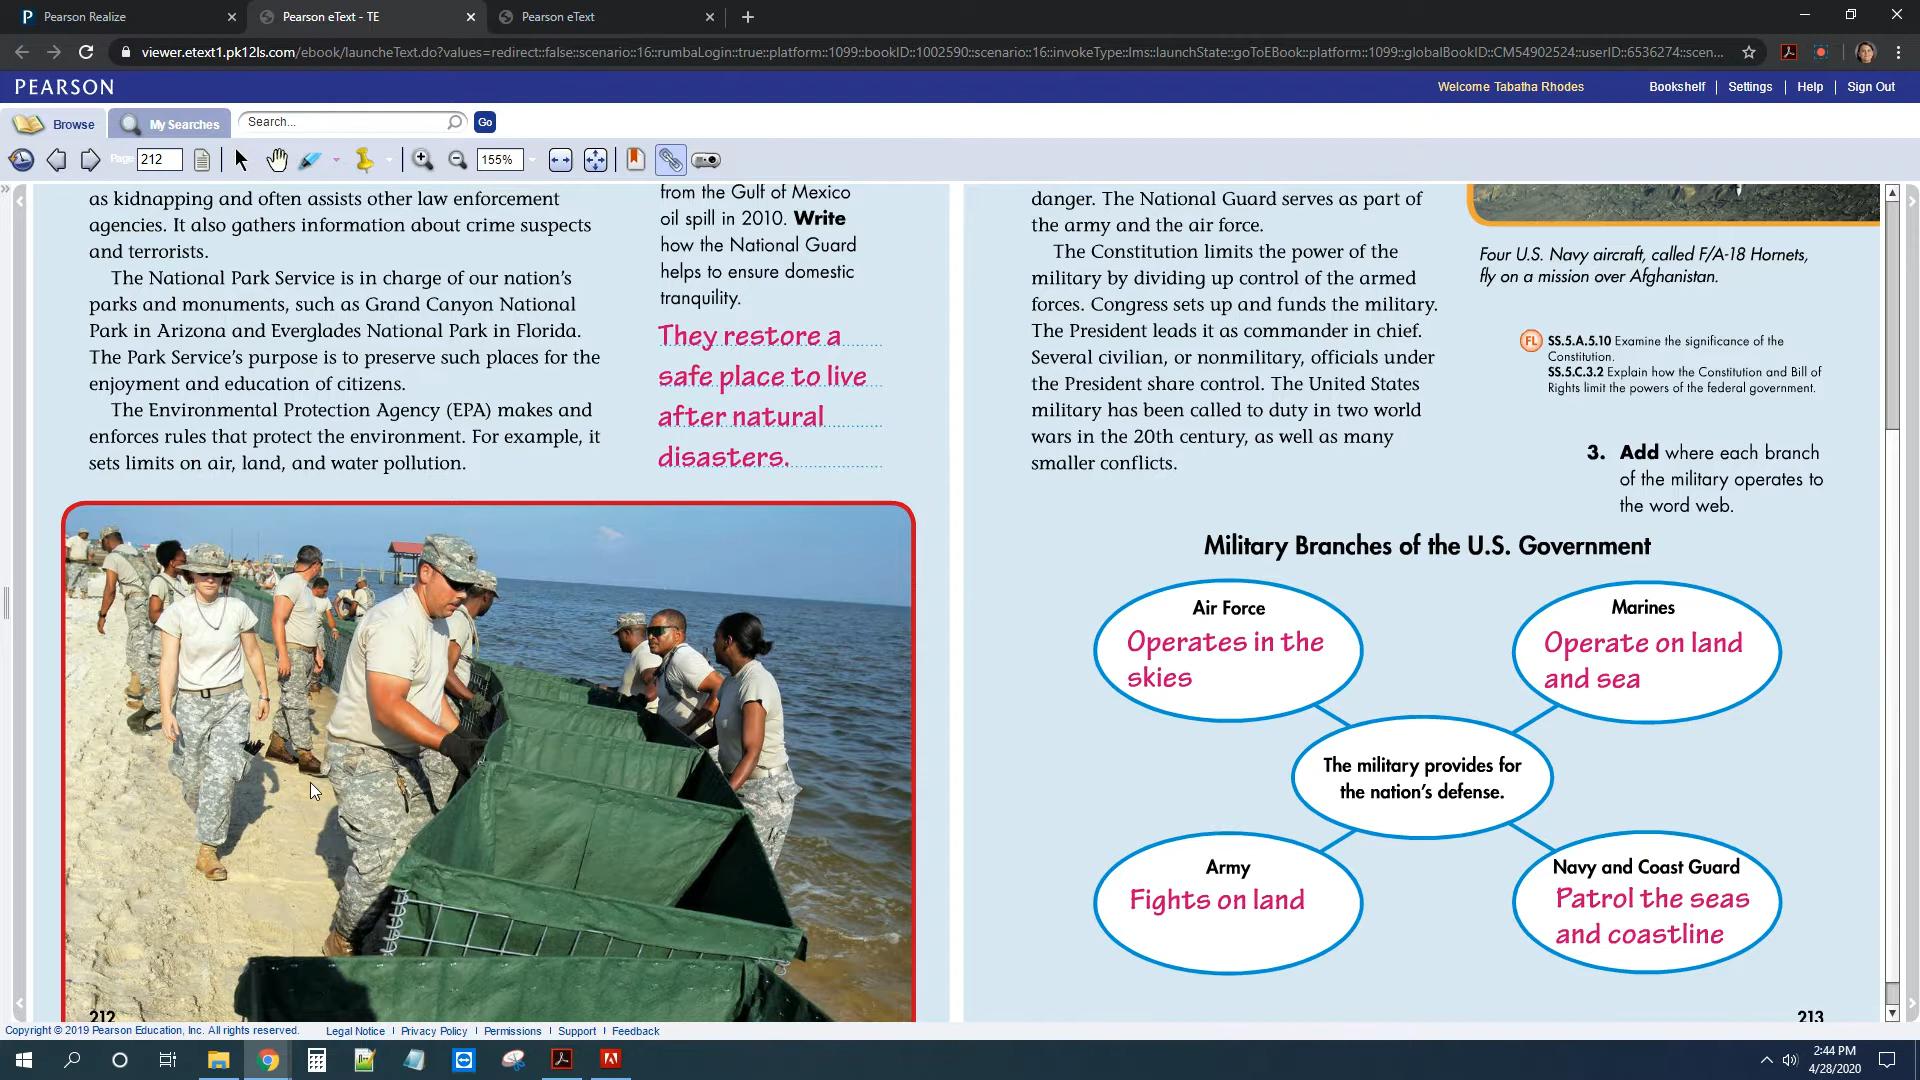 Pearson Realize
Pearson eText - TE
Pearson eText
viewer.etext1.pk12ls.com/ebook/launcheText.do?values=redirect::false::scenario::16::rumbaLogin::true::platform::1099::bookID::1002590::scenario::16::invokeType::lms::launchState::goToEBook::platform::1099::globalBookID::CM54902524::userID::6536274::scen...
PEARSON
Welcome Tabatha Rhodes
Bookshelf | Settings | Help | Sign Out
Browse
My Searches
Search...
Go
Page 212
155%
as kidnapping and often assists other law enforcement
agencies. It also gathers information about crime suspects
and terrorists.
The National Park Service is in charge of our nation's
parks and monuments, such as Grand Canyon National
Park in Arizona and Everglades National Park in Florida.
The Park Service's purpose is to preserve such places for the
enjoyment and education of citizens.
The Environmental Protection Agency (EPA) makes and
enforces rules that protect the environment. For example, it
sets limits on air, land, and water pollution.
from the Gulf of Mexico
oil spill in 2010. Write
how the National Guard
helps to ensure domestic
tranquility.
They restore a
safe place to live
after natural
disasters.
212
danger. The National Guard serves as part of
the army and the air force.
The Constitution limits the power of the
military by dividing up control of the armed
forces. Congress sets up and funds the military.
The President leads it as commander in chief.
Several civilian, or nonmilitary, officials under
the President share control. The United States
military has been called to duty in two world
wars in the 20th century, as well as many
smaller conflicts.
Four U.S. Navy aircraft, called F/A-18 Hornets,
fly on a mission over Afghanistan.
FL SS.5.A.5.10 Examine the significance of the
Constitution.
SS.5.C.3.2 Explain how the Constitution and Bill of
Rights limit the powers of the federal government.
3. Add where each branch
of the military operates to
the word web.
Military Branches of the U.S. Government
Air Force
Operates in the
skies
Marines
Operate on land
and sea
The military provides for
the nation's defense.
Army
Fights on land
Navy and Coast Guard
Patrol the seas
and coastline
213
Copyright © 2019 Pearson Education, Inc. All rights reserved.
Legal Notice | Privacy Policy | Permissions | Support | Feedback
2:44 PM
4/28/2020